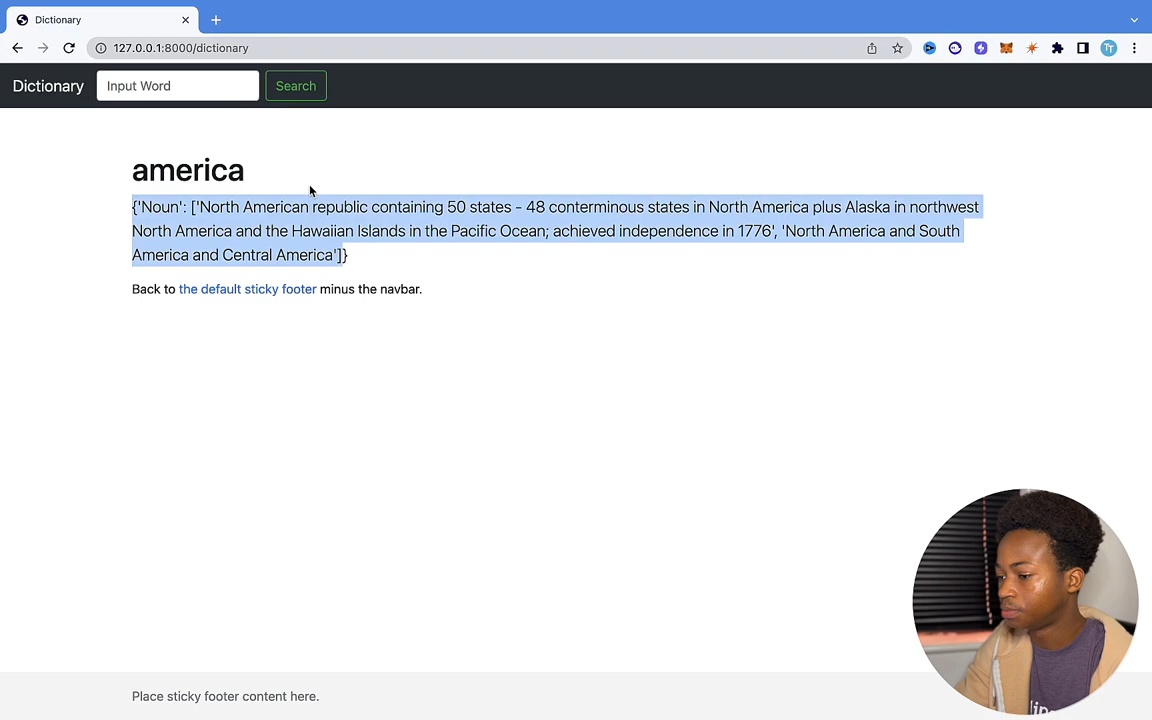 Dictionary
127.0.0.1:8000/dictionary
TT
Dictionary
Input Word
Search
america
{'Noun': ['North American republic containing 50 states - 48 conterminous states in North America plus Alaska in northwest
North America and the Hawaiian Islands in the Pacific Ocean; achieved independence in 1776', 'North America and South
America and Central America']}
Back to the default sticky footer minus the navbar.
Place sticky footer content here.